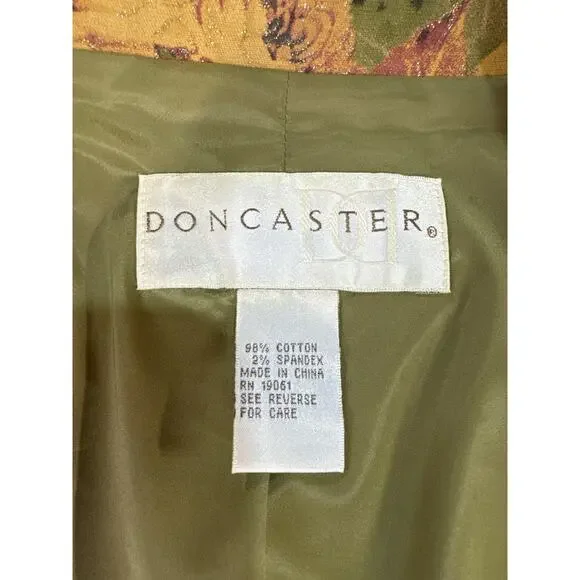 DONCASTER®
98% COTTON
2% SPANDEX
MADE IN CHINA
RN 19061
SEE REVERSE
FOR CARE